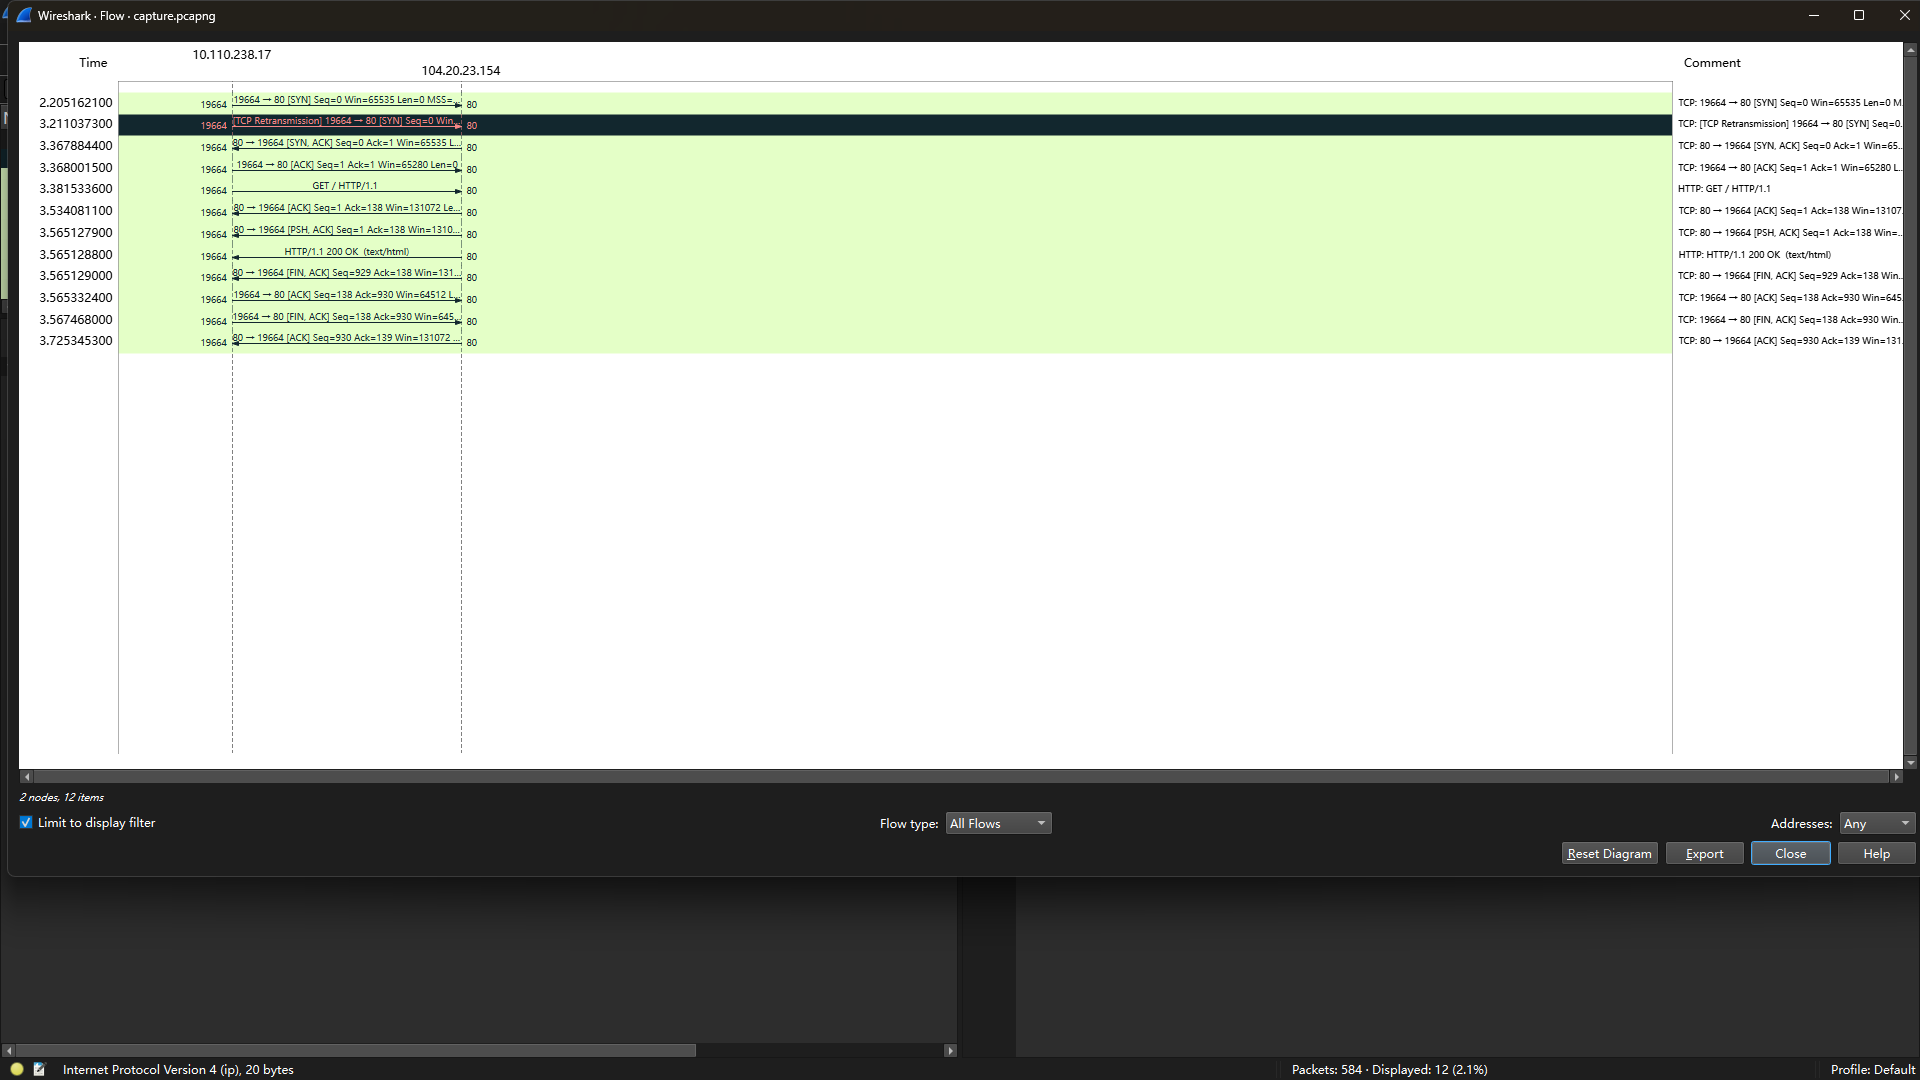 Wireshark · Flow · capture.pcapng
Time 10.110.238.17 104.20.23.154 Comment
2.205162100 19664 19664 → 80 [SYN] Seq=0 Win=65535 Len=0 MSS=... 80 TCP: 19664 → 80 [SYN] Seq=0 Win=65535 Len=0 M
3.211037300 19664 [TCP Retransmission] 19664 → 80 [SYN] Seq=0 Win... 80 TCP: [TCP Retransmission] 19664 → 80 [SYN] Seq=0.
3.367884400 19664 80 → 19664 [SYN, ACK] Seq=0 Ack=1 Win=65535 L... 80 TCP: 80 → 19664 [SYN, ACK] Seq=0 Ack=1 Win=65...
3.368001500 19664 19664 → 80 [ACK] Seq=1 Ack=1 Win=65280 Len=0 80 TCP: 19664 → 80 [ACK] Seq=1 Ack=1 Win=65280 L...
3.381533600 19664 GET / HTTP/1.1 80 HTTP: GET / HTTP/1.1
3.534081100 19664 80 → 19664 [ACK] Seq=1 Ack=138 Win=131072 Le... 80 TCP: 80 → 19664 [ACK] Seq=1 Ack=138 Win=13107
3.565127900 19664 80 → 19664 [PSH, ACK] Seq=1 Ack=138 Win=1310... 80 TCP: 80 → 19664 [PSH, ACK] Seq=1 Ack=138 Win=...
3.565128800 19664 HTTP/1.1 200 OK (text/html) 80 HTTP: HTTP/1.1 200 OK (text/html)
3.565129000 19664 80 → 19664 [FIN, ACK] Seq=929 Ack=138 Win=131... 80 TCP: 80 → 19664 [FIN, ACK] Seq=929 Ack=138 Win...
3.565332400 19664 19664 → 80 [ACK] Seq=138 Ack=930 Win=64512 L... 80 TCP: 19664 → 80 [ACK] Seq=138 Ack=930 Win=645
3.567468000 19664 19664 → 80 [FIN, ACK] Seq=138 Ack=930 Win=645... 80 TCP: 19664 → 80 [FIN, ACK] Seq=138 Ack=930 Win...
3.725345300 19664 80 → 19664 [ACK] Seq=930 Ack=139 Win=131072 ... 80 TCP: 80 → 19664 [ACK] Seq=930 Ack=139 Win=131
2 nodes, 12 items
Limit to display filter Flow type: All Flows Addresses: Any
Reset Diagram Export Close Help
Internet Protocol Version 4 (ip), 20 bytes Packets: 584 · Displayed: 12 (2.1%) Profile: Default